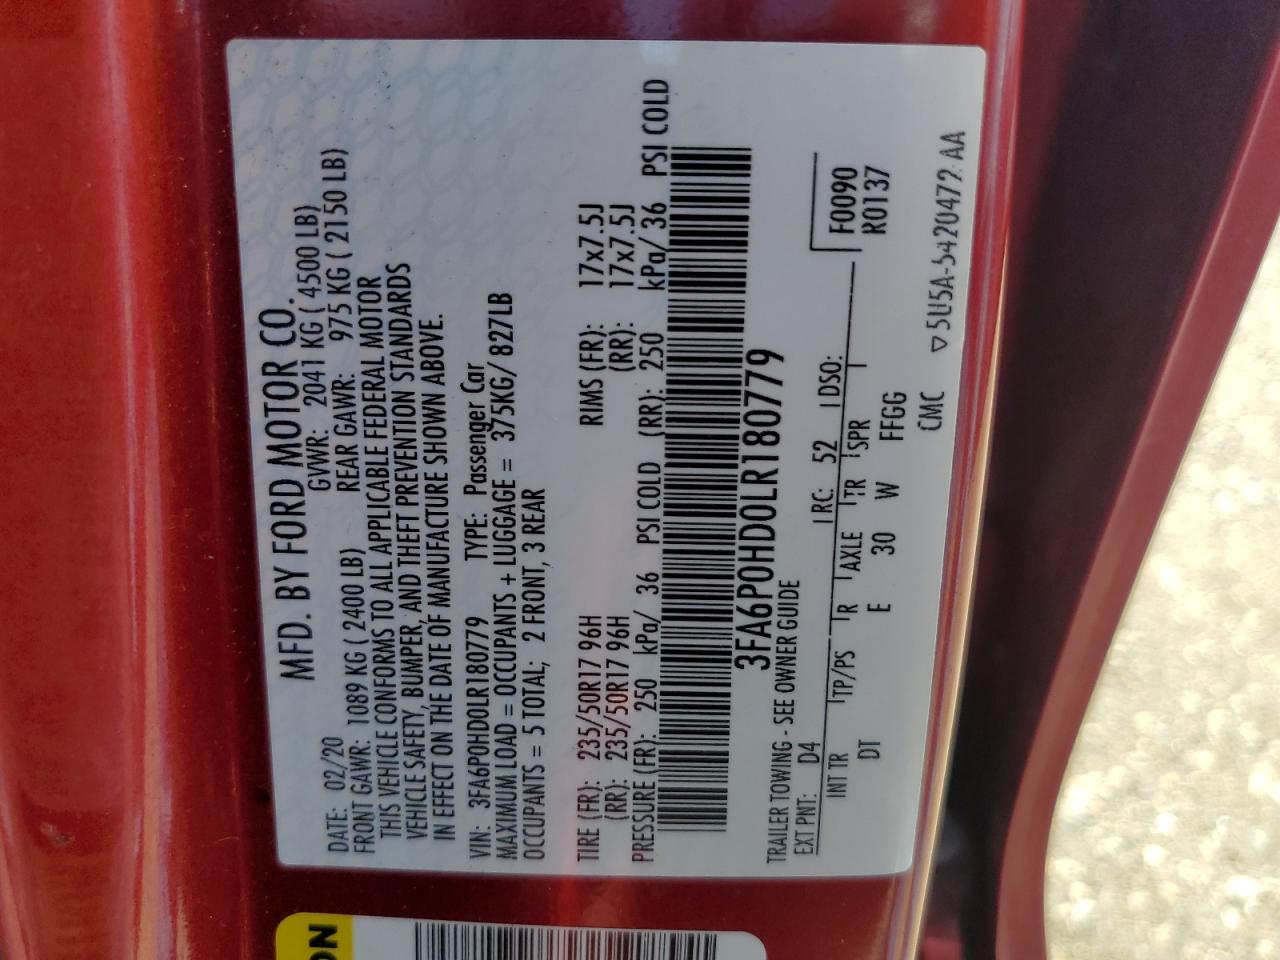 MFD. BY FORD MOTOR CO.
DATE: 02/20 GVWR: 2041 KG ( 4500 LB)
FRONT GAWR: 1089 KG ( 2400 LB) REAR GAWR: 975 KG ( 2150 LB)
THIS VEHICLE CONFORMS TO ALL APPLICABLE FEDERAL MOTOR
VEHICLE SAFETY, BUMPER, AND THEFT PREVENTION STANDARDS
IN EFFECT ON THE DATE OF MANUFACTURE SHOWN ABOVE.
VIN: 3FA6P0HD0LR180779 TYPE: Passenger Car
MAXIMUM LOAD = OCCUPANTS + LUGGAGE = 375KG/ 827LB
OCCUPANTS = 5 TOTAL; 2 FRONT, 3 REAR
TIRE (FR): 235/50R17 96H RIMS (FR): 17x7.5J
(RR): 235/50R17 96H (RR): 17x7.5J
PRESSURE (FR): 250 kPa/ 36 PSI COLD (RR): 250 kPa/ 36 PSI COLD
3FA6P0HD0LR180779
TRAILER TOWING - SEE OWNER GUIDE
EXT PNT: D4 RC: 52 DSO: F0090
INT TR TP/PS R AXLE TR SPR R0137
DT E 30 W FFGG
CMC ▽5U5A-5420472 AA
ON